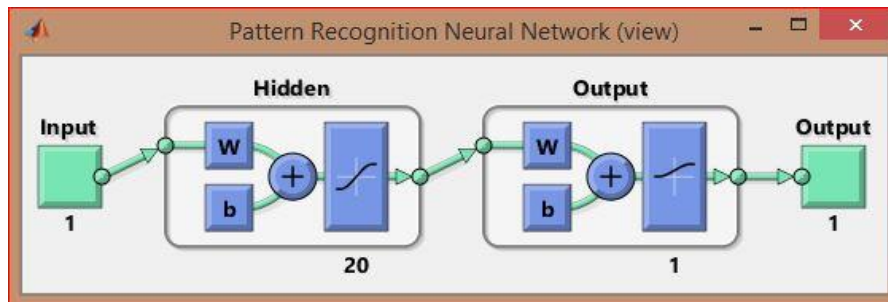 Pattern Recognition Neural Network (view)
Hidden
Output
Input
Output
W
W
b
b
1
20
1
1